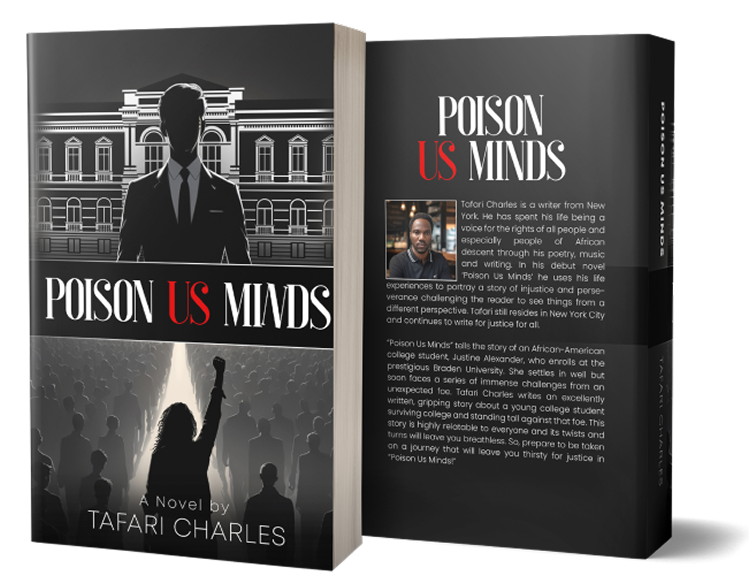 POISON US MINDS
A Novel by
TAFARI CHARLES
POISON
US MINDS
Tafari Charles is a writer from New
York. He has spent his life being a
voice for the rights of all people and
especially people of African
descent through his poetry, music
and writing. In his debut novel
'Poison Us Minds' he uses his life
experiences to portray a story of injustice and perse-
verance challenging the reader to see things from a
different perspective. Tafari still resides in New York City
and continues to write for justice for all.
"Poison Us Minds" tells the story of an African-American
college student, Justine Alexander, who enrolls at the
prestigious Braden University. She settles in well but
soon faces a series of immense challenges from an
unexpected foe. Tafari Charles writes an excellently
written, gripping story about a young college student
surviving college and standing tall against that foe. This
story is highly relatable to everyone and its twists and
turns will leave you breathless. So, prepare to be taken
on a journey that will leave you thirsty for justice in
"Poison Us Minds!"
POISON US MINDS
TAFARI CHARLES